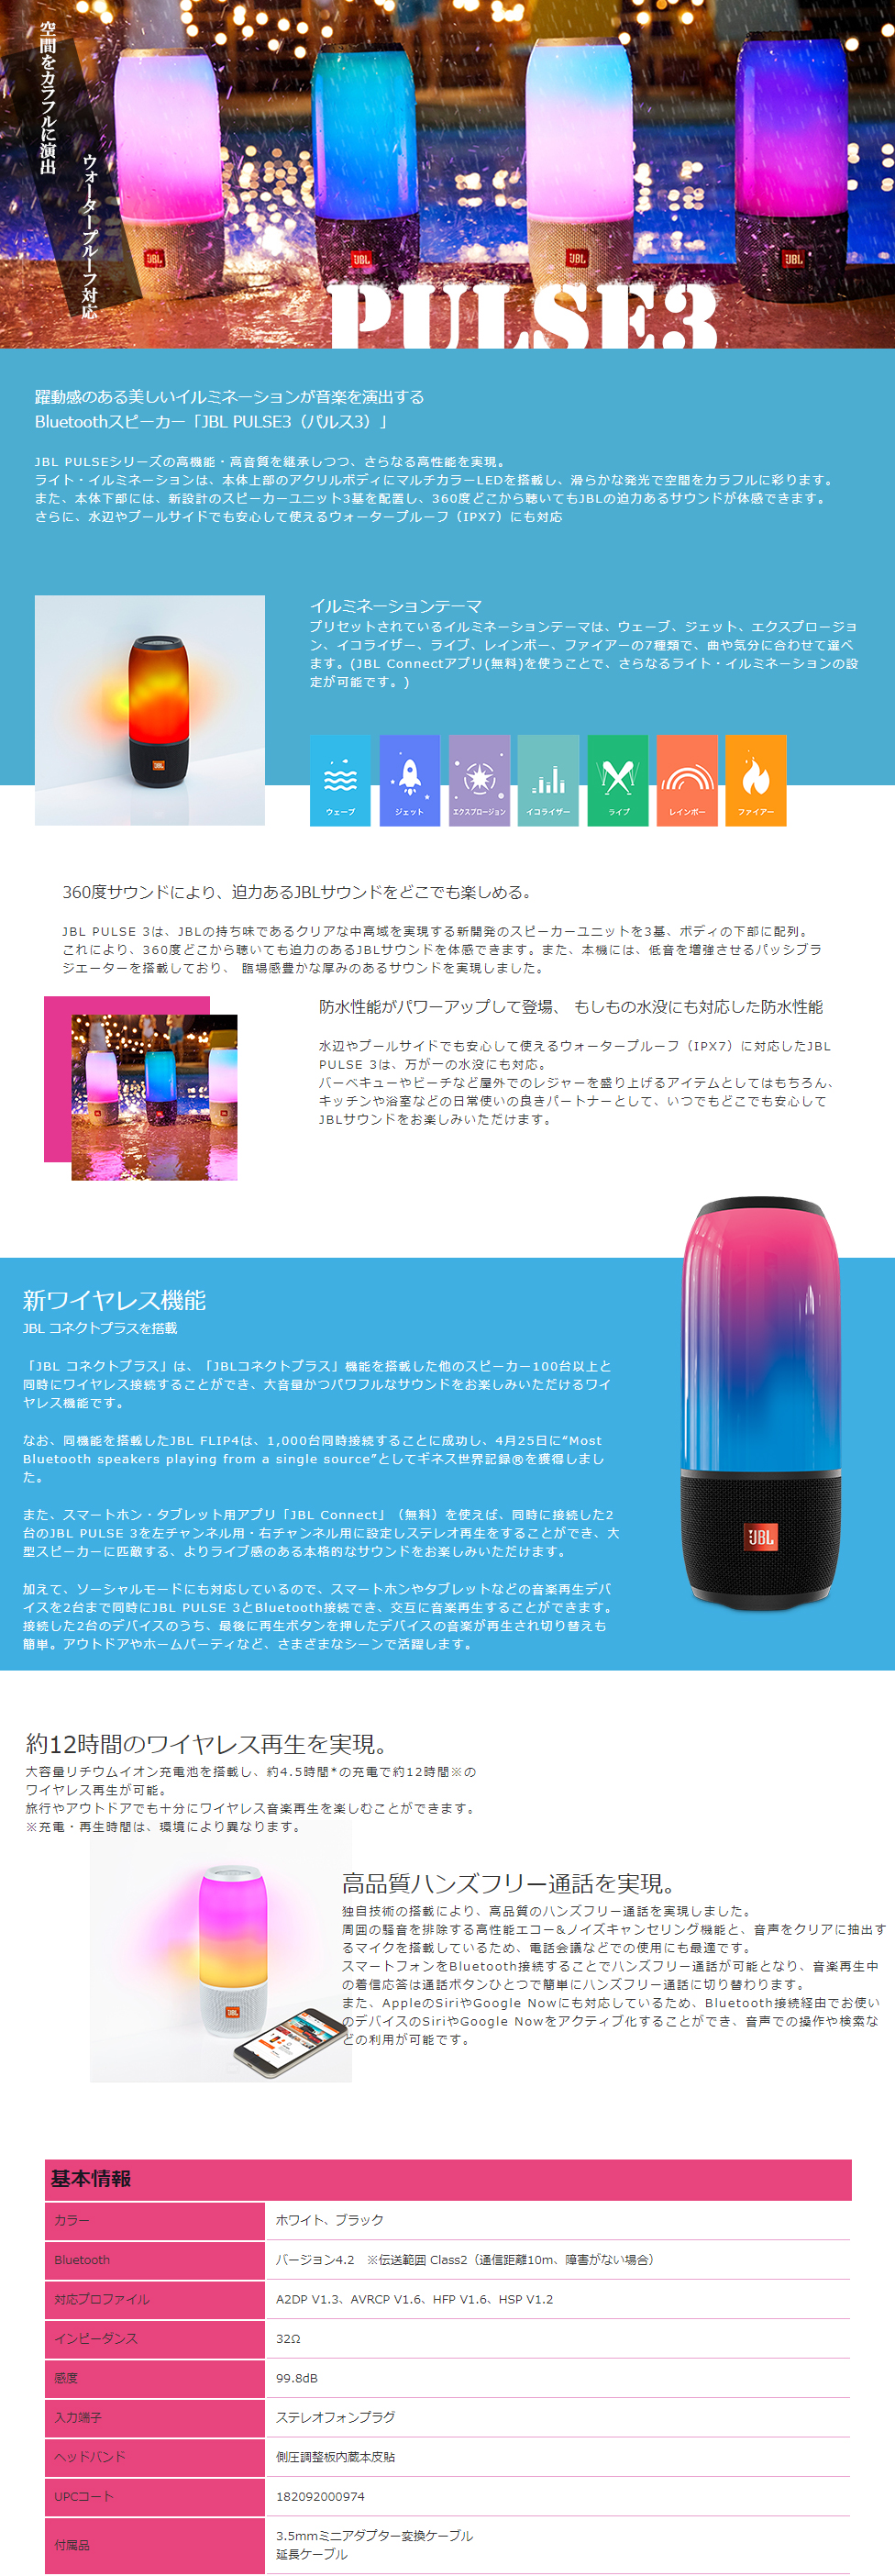 空間をカラフルに演出
ウォータープルーフ対応
JBL
JBL
JBL
JBL
PULSE3
躍動感のある美しいイルミネーションが音楽を演出する
Bluetoothスピーカー「JBL PULSE3（パルス3）」
JBL PULSEシリーズの高機能・高音質を継承しつつ、さらなる高性能を実現。
ライト・イルミネーションは、本体上部のアクリルボディにマルチカラーLEDを搭載し、滑らかな発光で空間をカラフルに彩ります。
また、本体下部には、新設計のスピーカーユニット3基を配置し、360度どこから聴いてもJBLの迫力あるサウンドが体感できます。
さらに、水辺やプールサイドでも安心して使えるウォータープルーフ（IPX7）にも対応
イルミネーションテーマ
プリセットされているイルミネーションテーマは、ウェーブ、ジェット、エクスプロージョ
ン、イコライザー、ライブ、レインボー、ファイアーの7種類で、曲や気分に合わせて選べ
ます。(JBL Connectアプリ(無料)を使うことで、さらなるライト・イルミネーションの設
定が可能です。)
JBL
ウェーブ
ジェット
エクスプロージョン
イコライザー
ライブ
レインボー
ファイアー
360度サウンドにより、迫力あるJBLサウンドをどこでも楽しめる。
JBL PULSE 3は、JBLの持ち味であるクリアな中高域を実現する新開発のスピーカーユニットを3基、ボディの下部に配列。
これにより、360度どこから聴いても迫力のあるJBLサウンドを体感できます。また、本機には、低音を増強させるパッシブラ
ジエーターを搭載しており、 臨場感豊かな厚みのあるサウンドを実現しました。
防水性能がパワーアップして登場、 もしもの水没にも対応した防水性能
水辺やプールサイドでも安心して使えるウォータープルーフ（IPX7）に対応したJBL
PULSE 3は、万が一の水没にも対応。
バーベキューやビーチなど屋外でのレジャーを盛り上げるアイテムとしてはもちろん、
キッチンや浴室などの日常使いの良きパートナーとして、いつでもどこでも安心して
JBLサウンドをお楽しみいただけます。
新ワイヤレス機能
JBL コネクトプラスを搭載
「JBL コネクトプラス」は、「JBLコネクトプラス」機能を搭載した他のスピーカー100台以上と
同時にワイヤレス接続することができ、大音量かつパワフルなサウンドをお楽しみいただけるワイ
ヤレス機能です。
なお、同機能を搭載したJBL FLIP4は、1,000台同時接続することに成功し、4月25日に“Most
Bluetooth speakers playing from a single source”としてギネス世界記録®を獲得しまし
た。
また、スマートホン・タブレット用アプリ「JBL Connect」（無料）を使えば、同時に接続した2
台のJBL PULSE 3を左チャンネル用・右チャンネル用に設定しステレオ再生をすることができ、大
型スピーカーに匹敵する、よりライブ感のある本格的なサウンドをお楽しみいただけます。
加えて、ソーシャルモードにも対応しているので、スマートホンやタブレットなどの音楽再生デバ
イスを2台まで同時にJBL PULSE 3とBluetooth接続でき、交互に音楽再生することができます。
接続した2台のデバイスのうち、最後に再生ボタンを押したデバイスの音楽が再生され切り替えも
簡単。アウトドアやホームパーティなど、さまざまなシーンで活躍します。
JBL
約12時間のワイヤレス再生を実現。
大容量リチウムイオン充電池を搭載し、約4.5時間*の充電で約12時間※の
ワイヤレス再生が可能。
旅行やアウトドアでも十分にワイヤレス音楽再生を楽しむことができます。
※充電・再生時間は、環境により異なります。
JBL
高品質ハンズフリー通話を実現。
独自技術の搭載により、高品質のハンズフリー通話を実現しました。
周囲の騒音を排除する高性能エコー&ノイズキャンセリング機能と、音声をクリアに抽出す
るマイクを搭載しているため、電話会議などでの使用にも最適です。
スマートフォンをBluetooth接続することでハンズフリー通話が可能となり、音楽再生中
の着信応答は通話ボタンひとつで簡単にハンズフリー通話に切り替わります。
また、AppleのSiriやGoogle Nowにも対応しているため、Bluetooth接続経由でお使い
のデバイスのSiriやGoogle Nowをアクティブ化することができ、音声での操作や検索な
どの利用が可能です。
基本情報
カラー ホワイト、ブラック
Bluetooth バージョン4.2　※伝送範囲 Class2（通信距離10m、障害がない場合）
対応プロファイル A2DP V1.3、AVRCP V1.6、HFP V1.6、HSP V1.2
インピーダンス 32Ω
感度 99.8dB
入力端子 ステレオフォンプラグ
ヘッドバンド 側圧調整板内蔵本皮貼
UPCコート 182092000974
付属品 3.5mmミニアダプター変換ケーブル
延長ケーブル